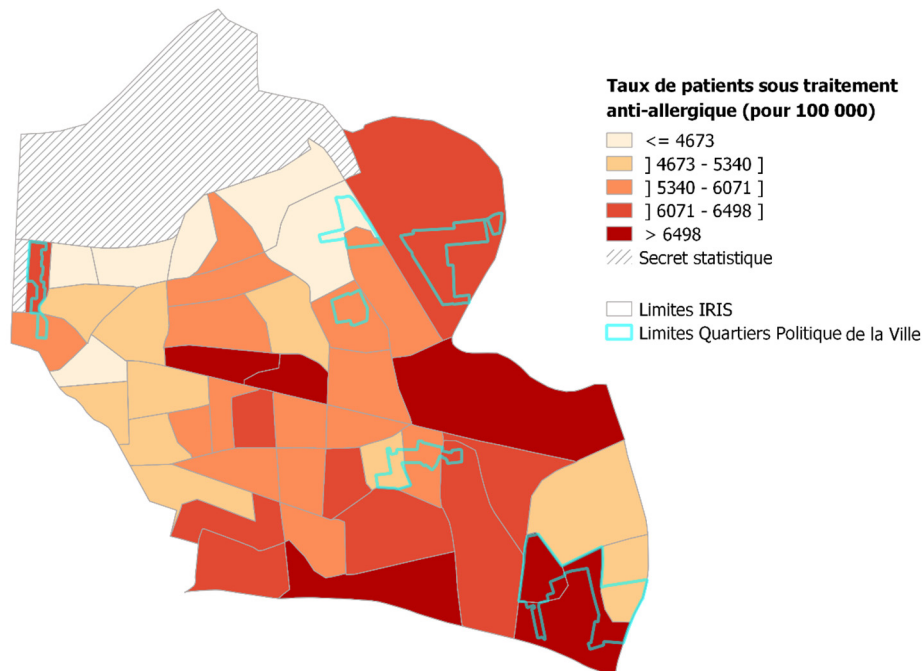 Taux de patients sous traitement
anti-allergique (pour 100 000)
<= 4673
] 4673 - 5340 ]
] 5340 - 6071 ]
] 6071 - 6498 ]
> 6498
Secret statistique
Limites IRIS
Limites Quartiers Politique de la Ville